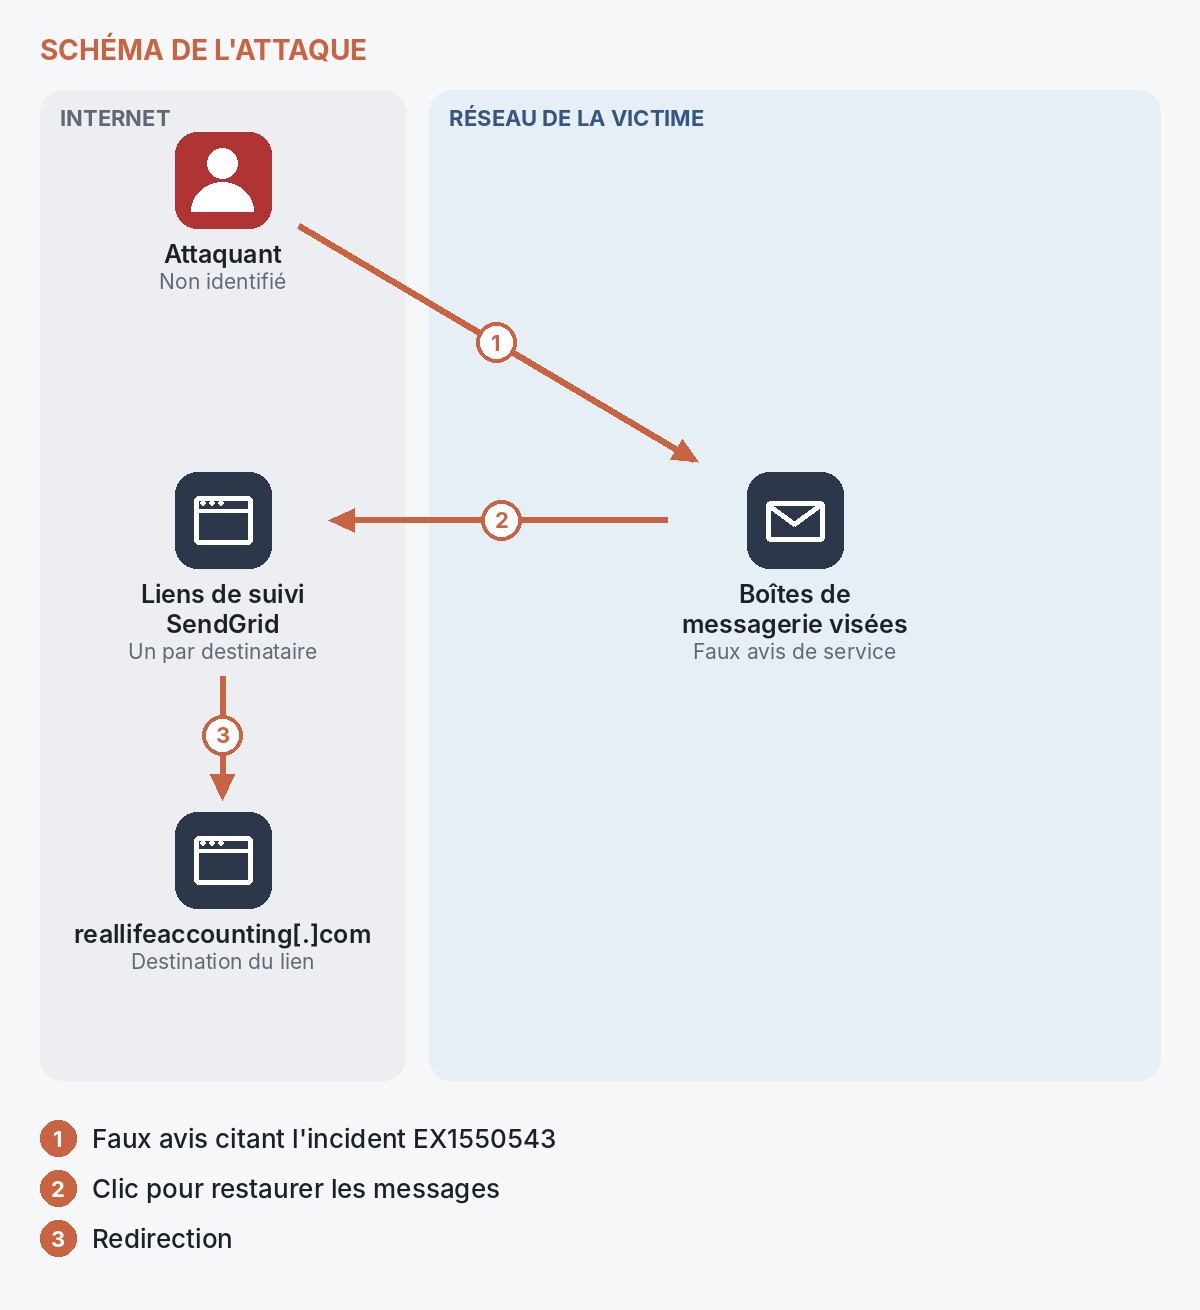 SCHÉMA DE L'ATTAQUE
INTERNET
RÉSEAU DE LA VICTIME
Attaquant
Non identifié
1
2
Liens de suivi
SendGrid
Un par destinataire
Boîtes de
messagerie visées
Faux avis de service
3
reallifeaccounting[.]com
Destination du lien
1 Faux avis citant l'incident EX1550543
2 Clic pour restaurer les messages
3 Redirection